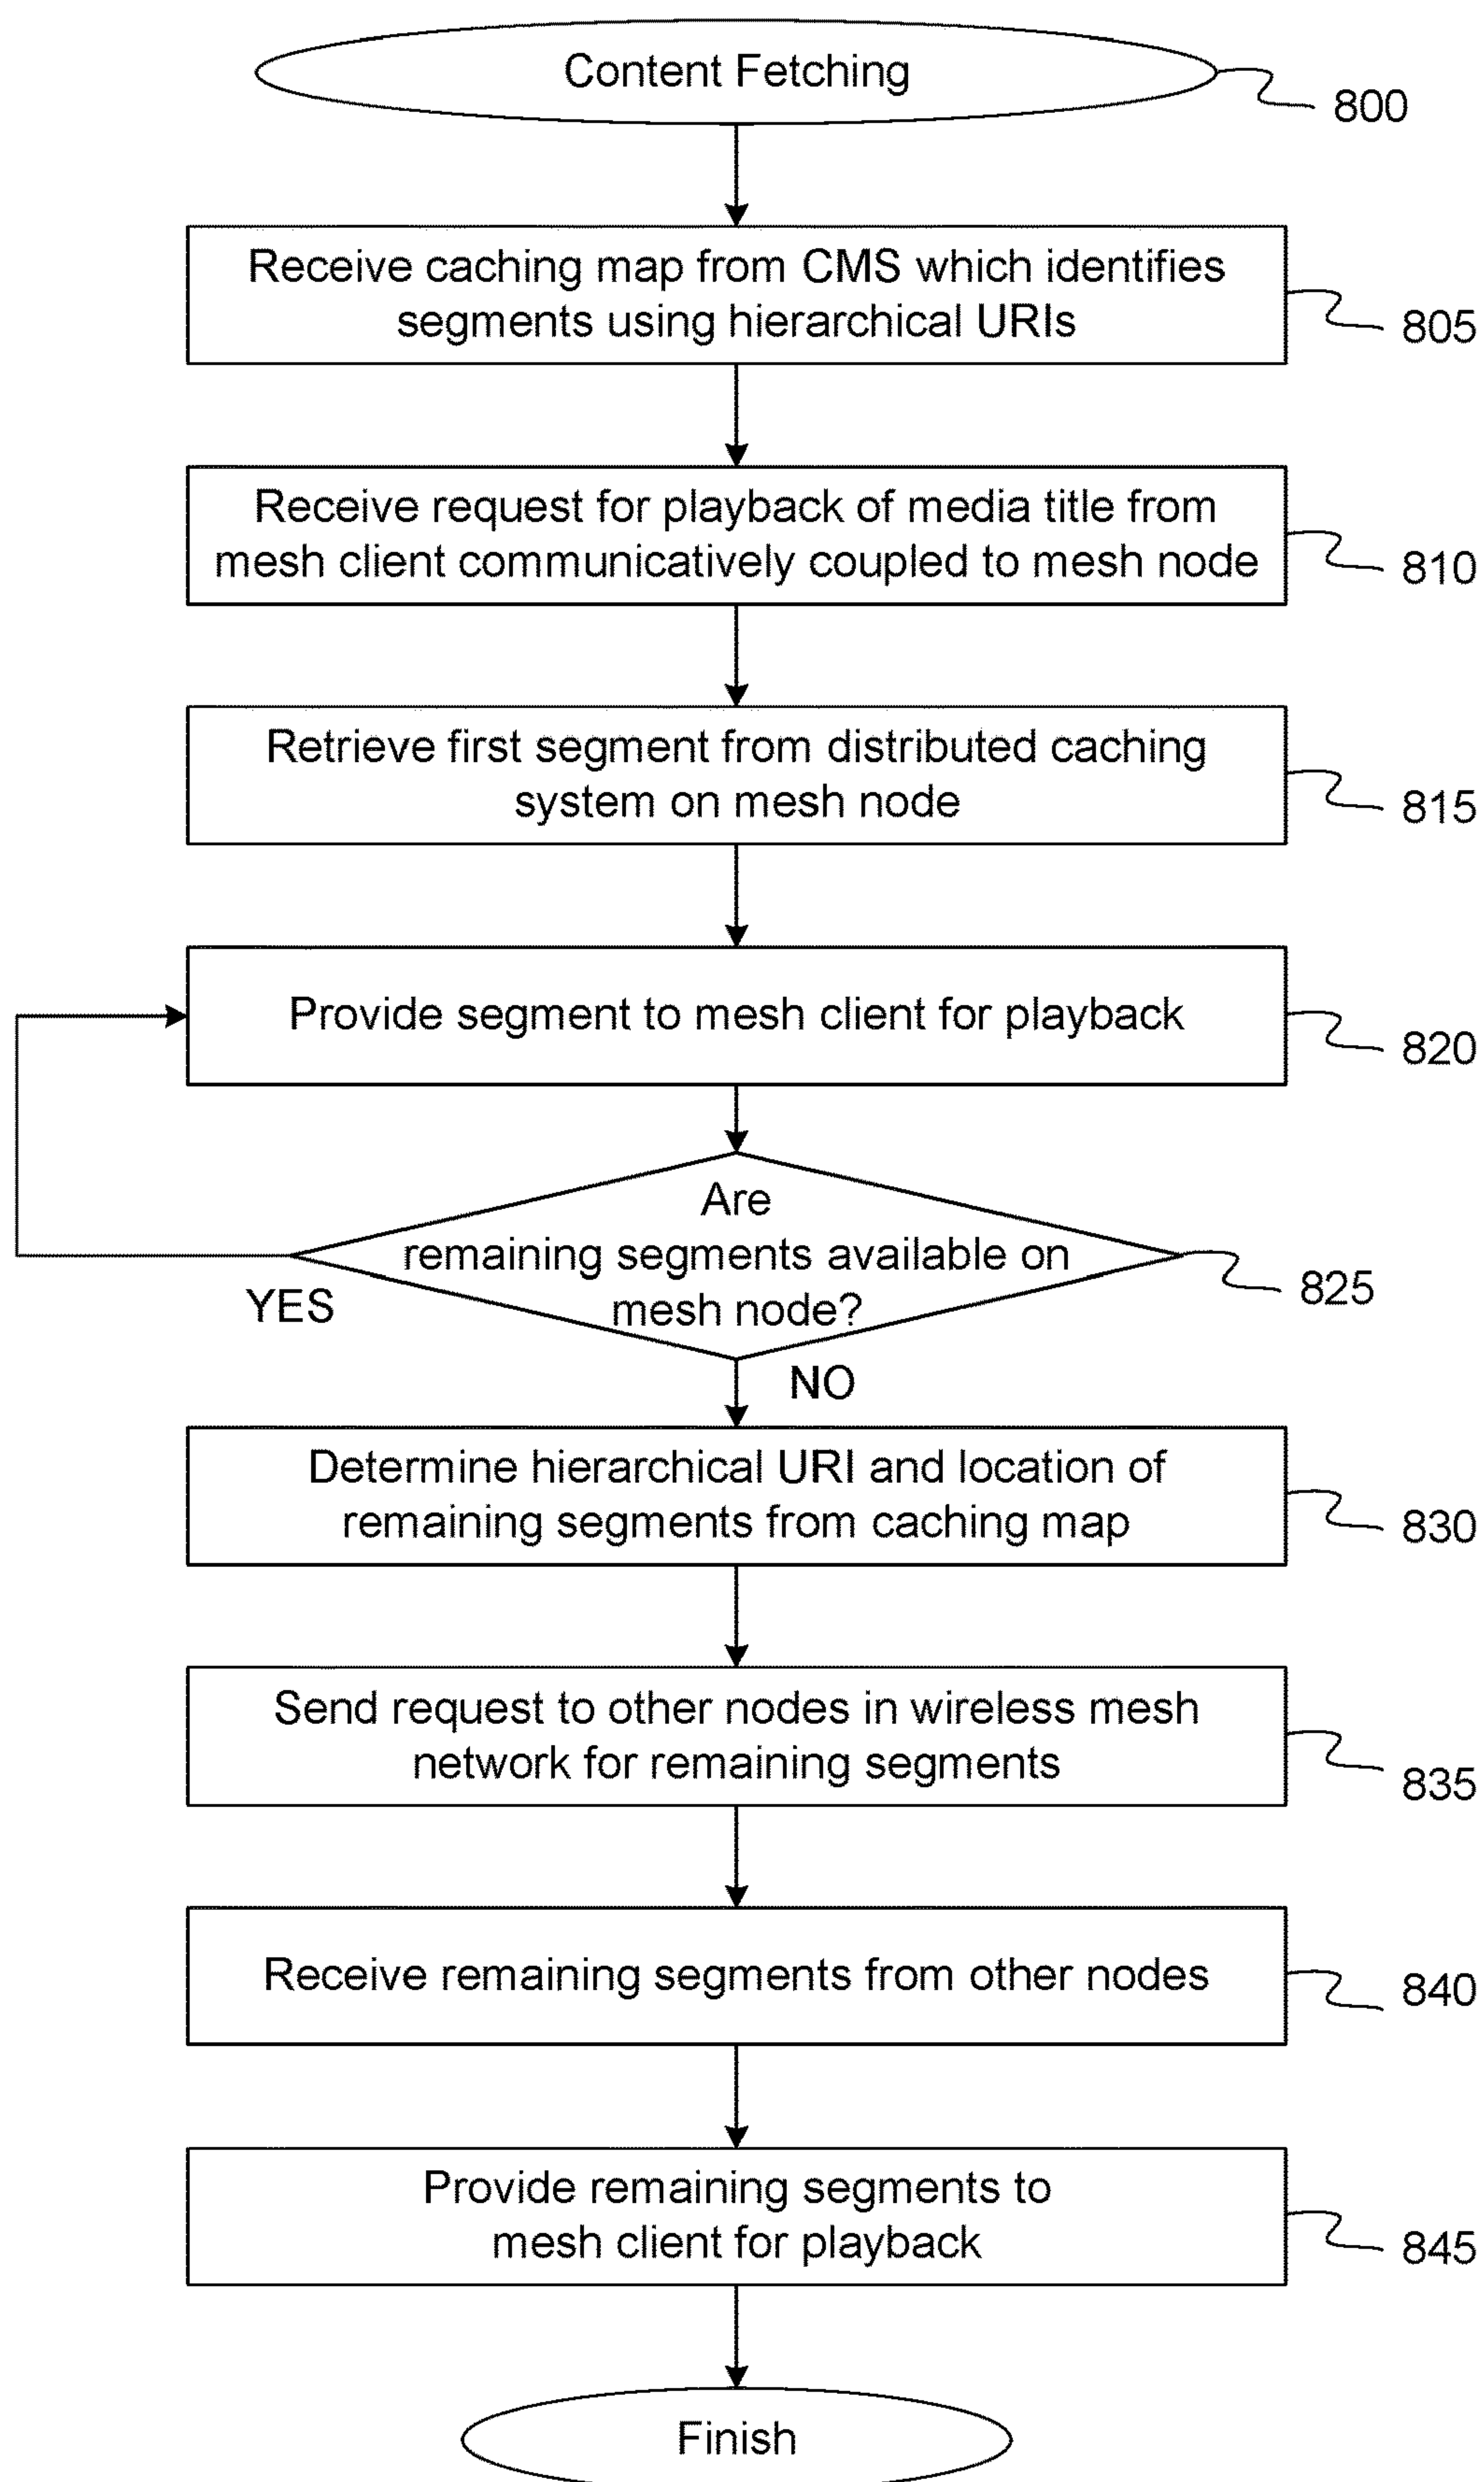 Content Fetching
800
Receive caching map from CMS which identifies
segments using hierarchical URIs
805
Receive request for playback of media title from
mesh client communicatively coupled to mesh node
810
Retrieve first segment from distributed caching
system on mesh node
815
Provide segment to mesh client for playback
820
Are
remaining segments available on
mesh node?
825
YES
NO
Determine hierarchical URI and location of
remaining segments from caching map
830
Send request to other nodes in wireless mesh
network for remaining segments
835
Receive remaining segments from other nodes
840
Provide remaining segments to
mesh client for playback
845
Finish